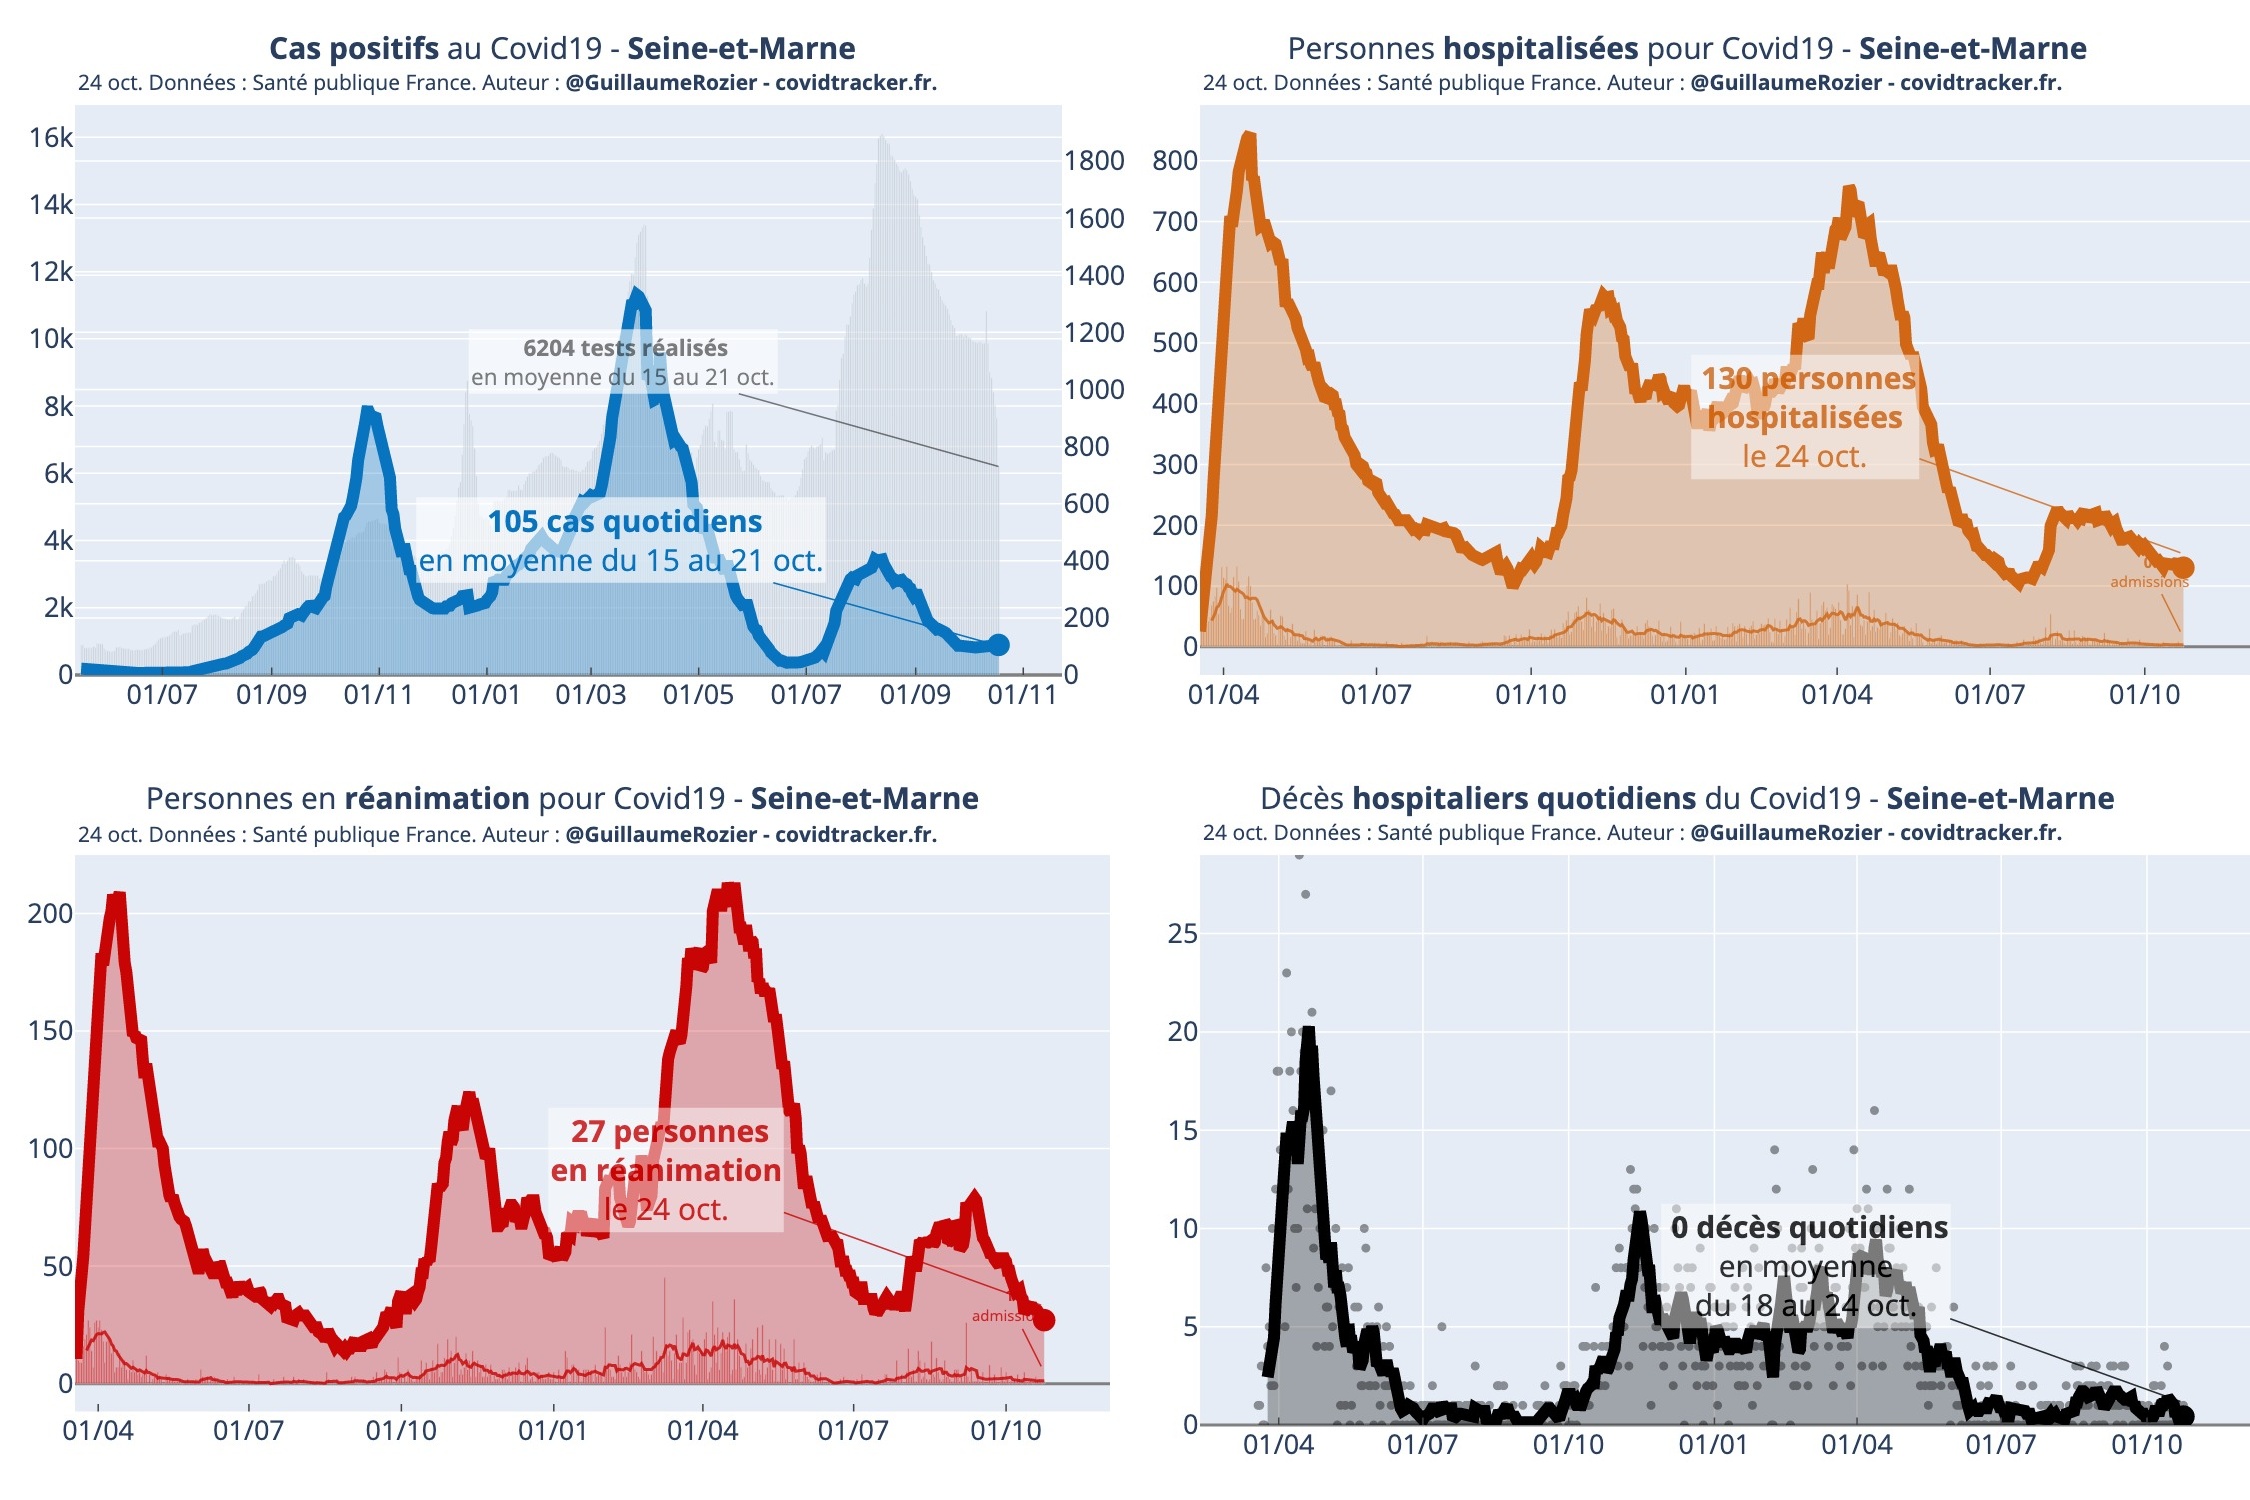 Cas positifs au Covid19 - Seine-et-Marne
24 oct. Données : Santé publique France. Auteur : @GuillaumeRozier - covidtracker.fr.
16k
14k
12k
10k
8k
6k
4k
2k
0
1800
1600
1400
1200
1000
800
600
400
200
0
6204 tests réalisés
en moyenne du 15 au 21 oct.
105 cas quotidiens
en moyenne du 15 au 21 oct.
01/07 01/09 01/11 01/01 01/03 01/05 01/07 01/09 01/11
Personnes hospitalisées pour Covid19 - Seine-et-Marne
24 oct. Données : Santé publique France. Auteur : @GuillaumeRozier - covidtracker.fr.
800
700
600
500
400
300
200
100
0
130 personnes
hospitalisées
le 24 oct.
admissions
01/04 01/07 01/10 01/01 01/04 01/07 01/10
Personnes en réanimation pour Covid19 - Seine-et-Marne
24 oct. Données : Santé publique France. Auteur : @GuillaumeRozier - covidtracker.fr.
200
150
100
50
0
27 personnes
en réanimation
le 24 oct.
01/04 01/07 01/10 01/01 01/04 01/07 01/10
Décès hospitaliers quotidiens du Covid19 - Seine-et-Marne
24 oct. Données : Santé publique France. Auteur : @GuillaumeRozier - covidtracker.fr.
25
20
15
10
5
0
0 décès quotidiens
en moyenne
du 18 au 24 oct.
01/04 01/07 01/10 01/01 01/04 01/07 01/10